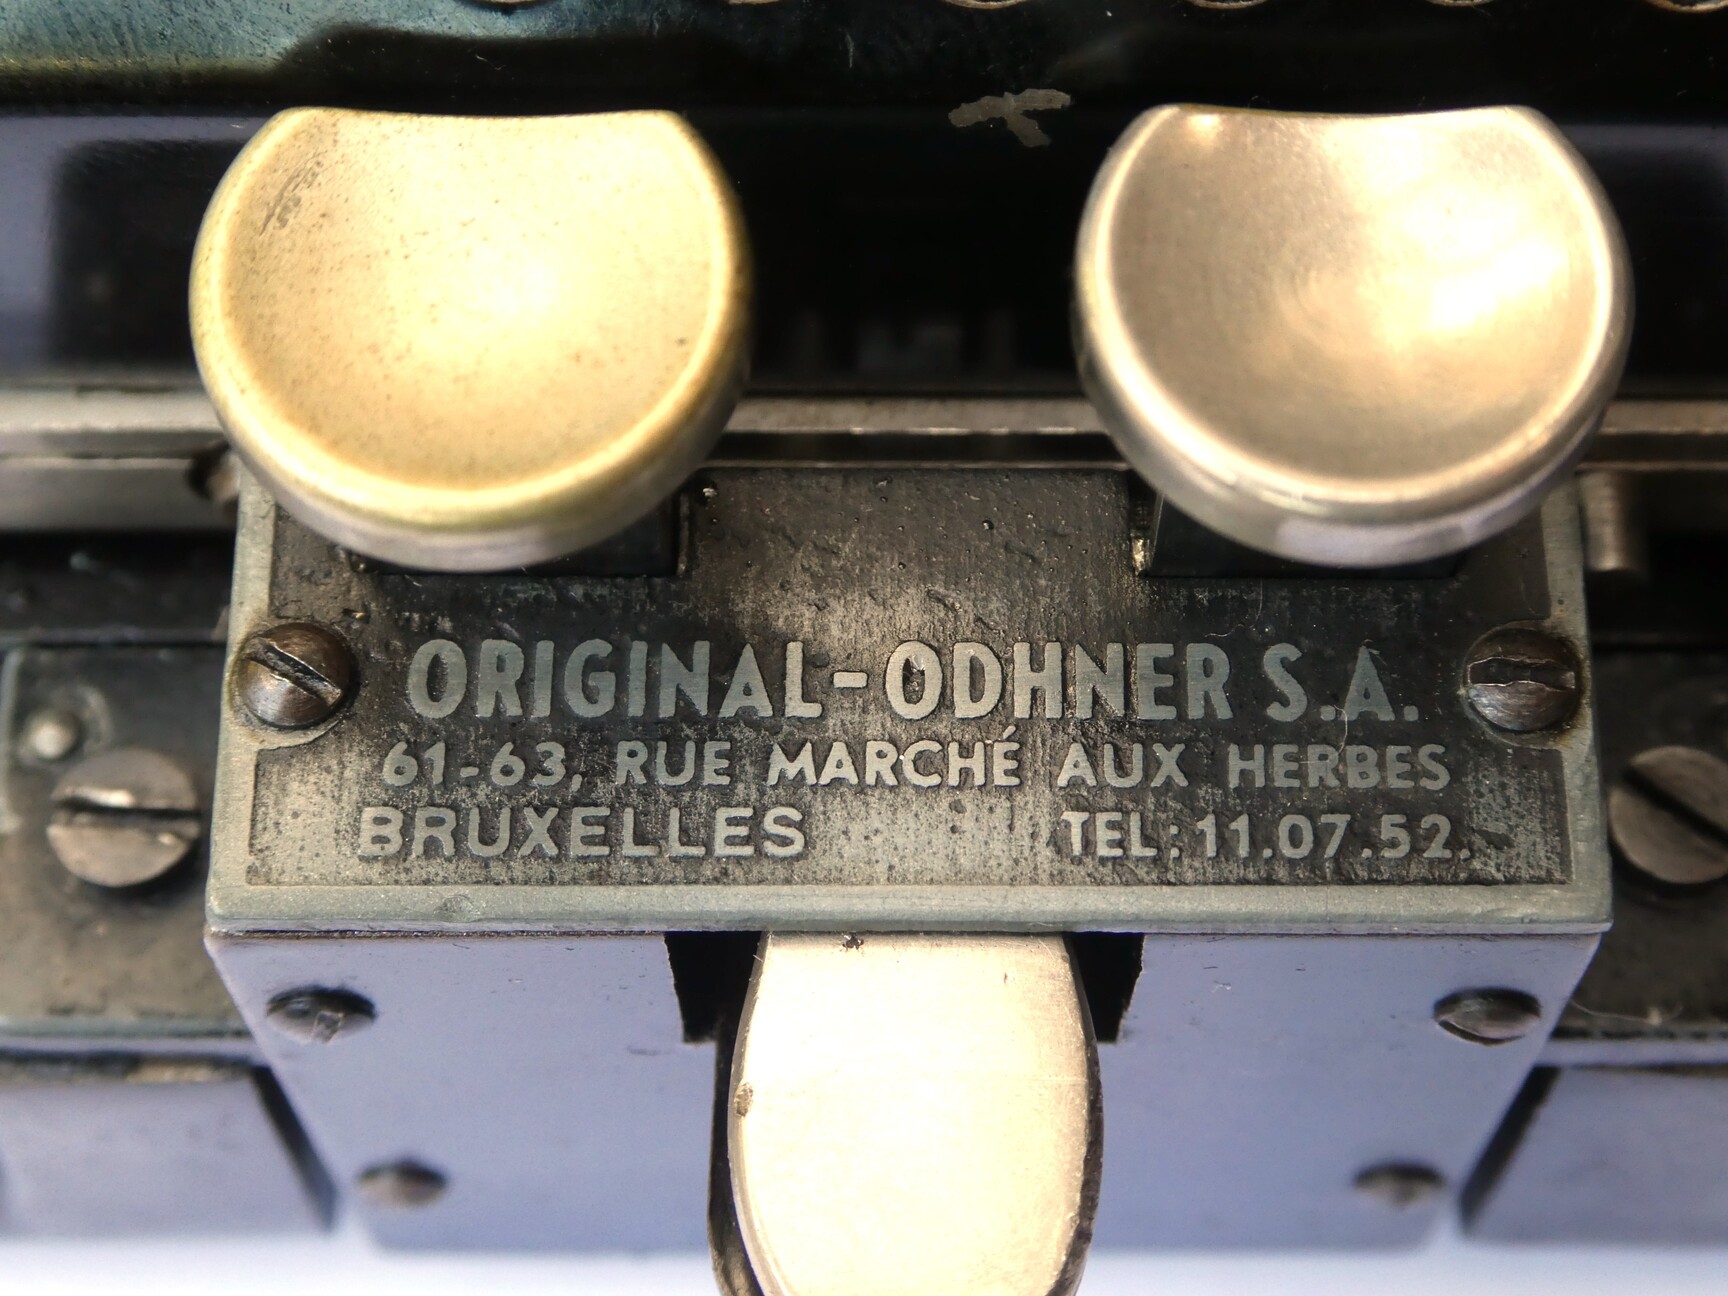 ORIGINAL-ODHNER S.A.
61-63, RUE MARCHÉ AUX HERBES
BRUXELLES TEL: 11.07.52.